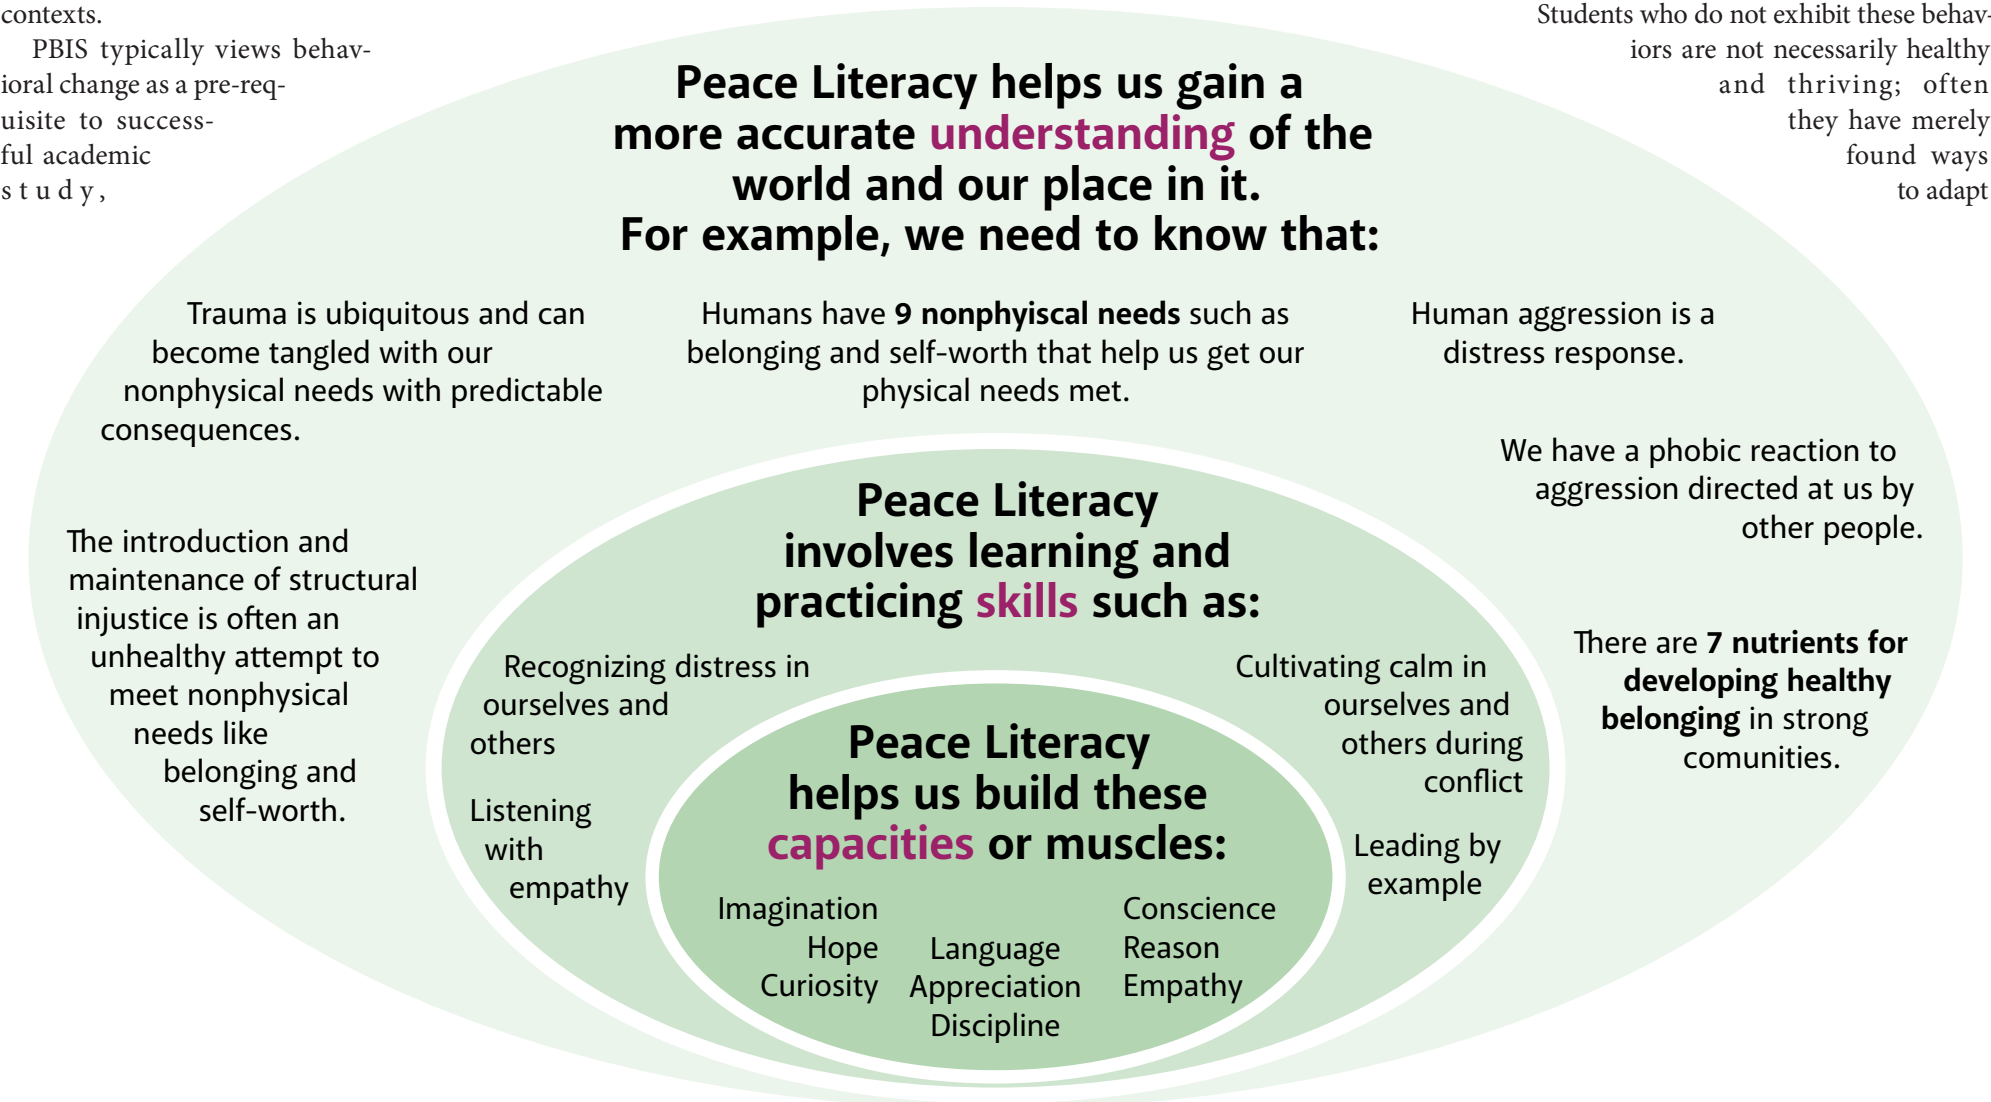 contexts.
PBIS typically views behav-
ioral change as a pre-req-
uisite to success-
ful academic
study,
Students who do not exhibit these behav-
iors are not necessarily healthy
and thriving; often
they have merely
found ways
to adapt
Peace Literacy helps us gain a
more accurate understanding of the
world and our place in it.
For example, we need to know that:
Trauma is ubiquitous and can
become tangled with our
nonphysical needs with predictable
consequences.
Humans have 9 nonphyiscal needs such as
belonging and self-worth that help us get our
physical needs met.
Human aggression is a
distress response.
We have a phobic reaction to
aggression directed at us by
other people.
The introduction and
maintenance of structural
injustice is often an
unhealthy attempt to
meet nonphysical
needs like
belonging and
self-worth.
There are 7 nutrients for
developing healthy
belonging in strong
comunities.
Peace Literacy
involves learning and
practicing skills such as:
Recognizing distress in
ourselves and
others
Listening
with
empathy
Cultivating calm in
ourselves and
others during
conflict
Leading by
example
Peace Literacy
helps us build these
capacities or muscles:
Imagination
Hope
Curiosity
Language
Appreciation
Discipline
Conscience
Reason
Empathy